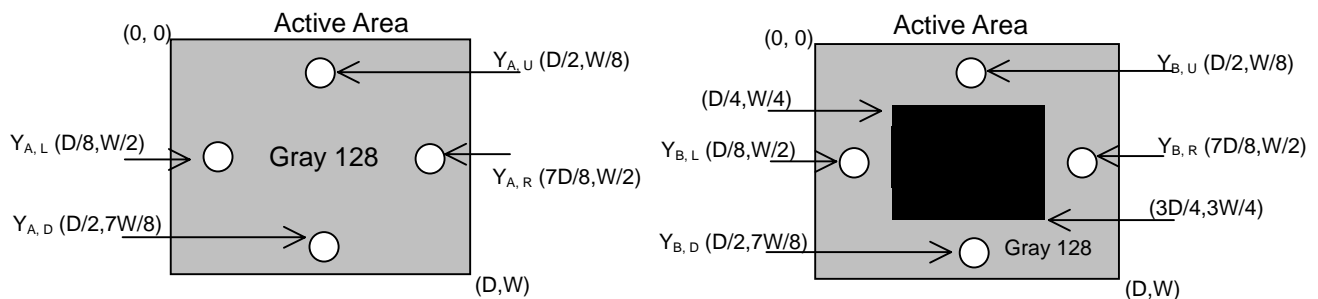 Active Area
(0, 0)
YA, U (D/2,W/8)
YA, L (D/8,W/2)
Gray 128
YA, R (7D/8,W/2)
YA, D (D/2,7W/8)
(D,W)
Active Area
(0, 0)
YB, U (D/2,W/8)
(D/4,W/4)
YB, L (D/8,W/2)
YB, R (7D/8,W/2)
(3D/4,3W/4)
YB, D (D/2,7W/8)
Gray 128
(D,W)